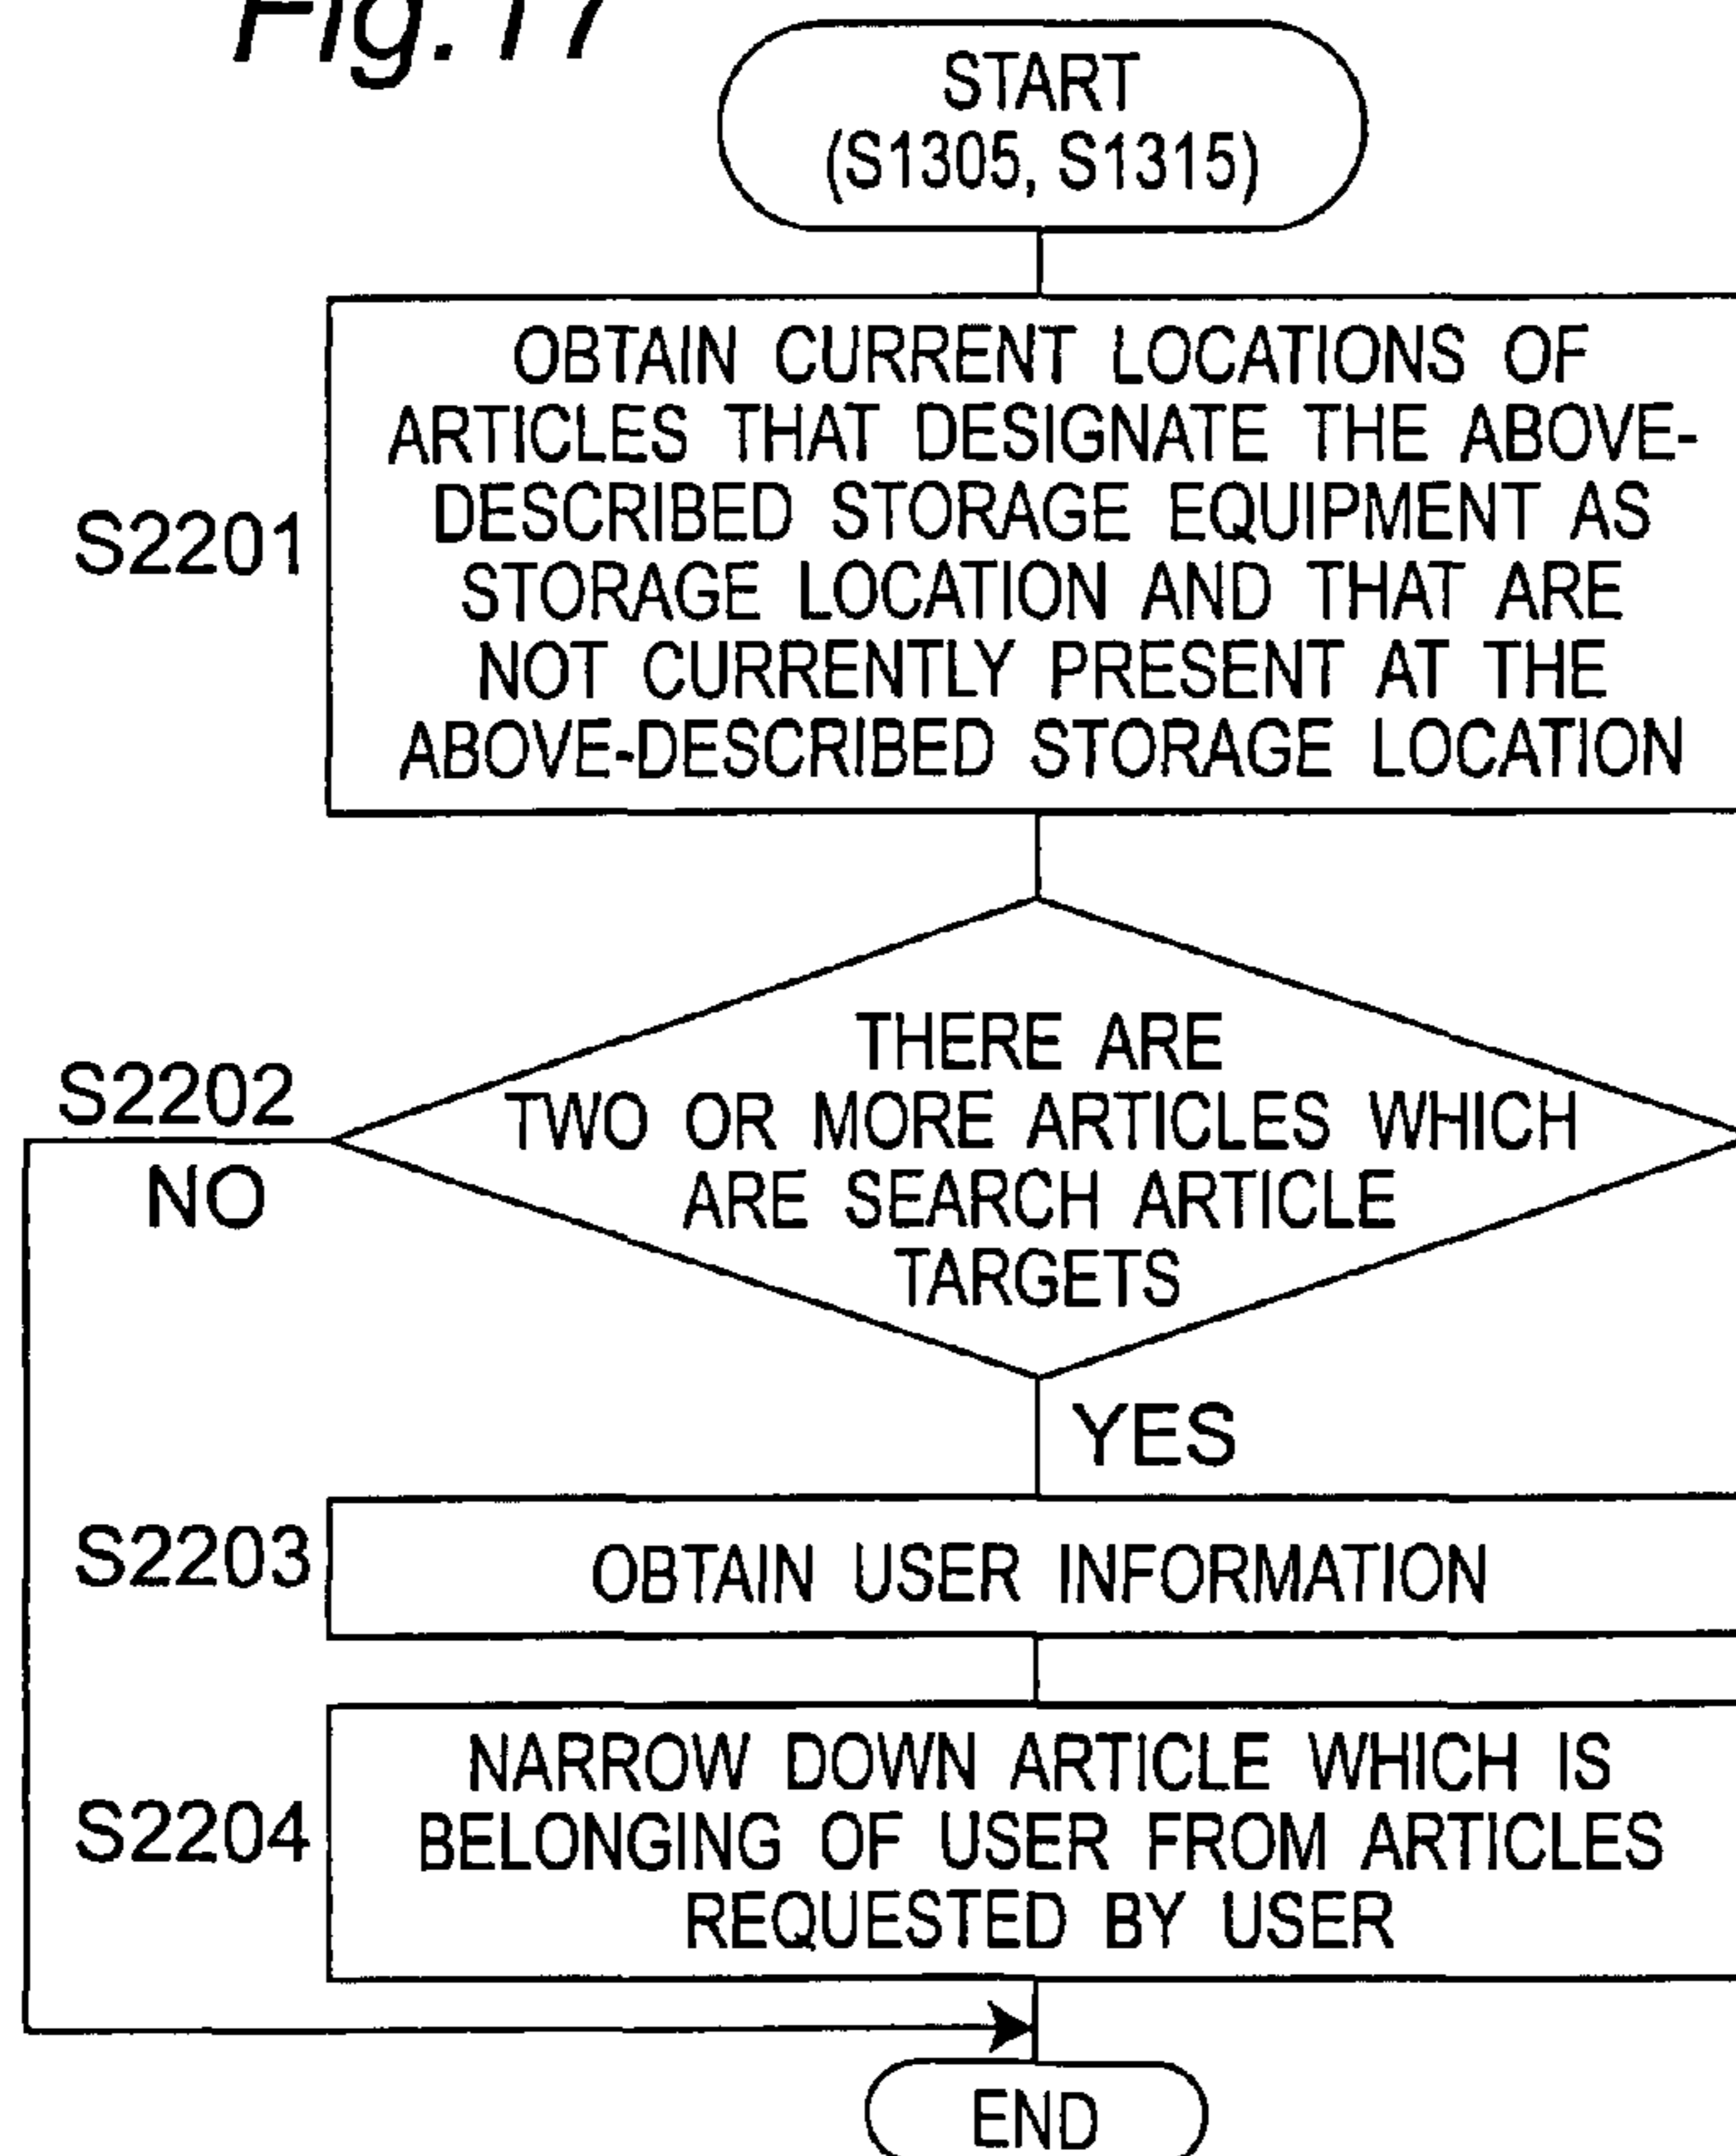 Fig. 17
START
(S1305, S1315)
S2201
OBTAIN CURRENT LOCATIONS OF
ARTICLES THAT DESIGNATE THE ABOVE-
DESCRIBED STORAGE EQUIPMENT AS
STORAGE LOCATION AND THAT ARE
NOT CURRENTLY PRESENT AT THE
ABOVE-DESCRIBED STORAGE LOCATION
S2202
THERE ARE
TWO OR MORE ARTICLES WHICH
ARE SEARCH ARTICLE
TARGETS
NO
YES
S2203
OBTAIN USER INFORMATION
S2204
NARROW DOWN ARTICLE WHICH IS
BELONGING OF USER FROM ARTICLES
REQUESTED BY USER
END